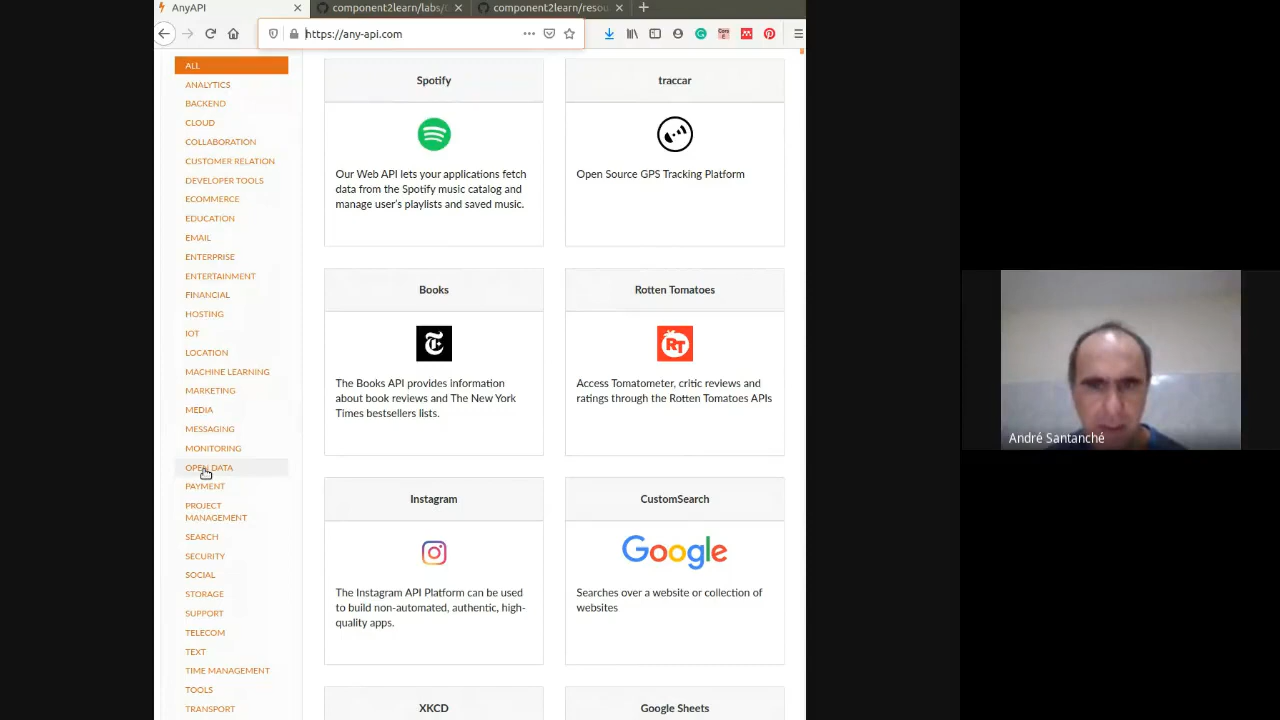 AnyAPI
component2learn/labs/
component2learn/resou
https://any-api.com
ALL
ANALYTICS
BACKEND
CLOUD
COLLABORATION
CUSTOMER RELATION
DEVELOPER TOOLS
ECOMMERCE
EDUCATION
EMAIL
ENTERPRISE
ENTERTAINMENT
FINANCIAL
HOSTING
IOT
LOCATION
MACHINE LEARNING
MARKETING
MEDIA
MESSAGING
MONITORING
OPEN DATA
PAYMENT
PROJECT
MANAGEMENT
SEARCH
SECURITY
SOCIAL
STORAGE
SUPPORT
TELECOM
TEXT
TIME MANAGEMENT
TOOLS
TRANSPORT
Spotify
Our Web API lets your applications fetch
data from the Spotify music catalog and
manage user's playlists and saved music.
traccar
Open Source GPS Tracking Platform
Books
The Books API provides information
about book reviews and The New York
Times bestsellers lists.
Rotten Tomatoes
RT
Access Tomatometer, critic reviews and
ratings through the Rotten Tomatoes APIs
Instagram
The Instagram API Platform can be used
to build non-automated, authentic, high-
quality apps.
CustomSearch
Google
Searches over a website or collection of
websites
XKCD
Google Sheets
André Santanchè